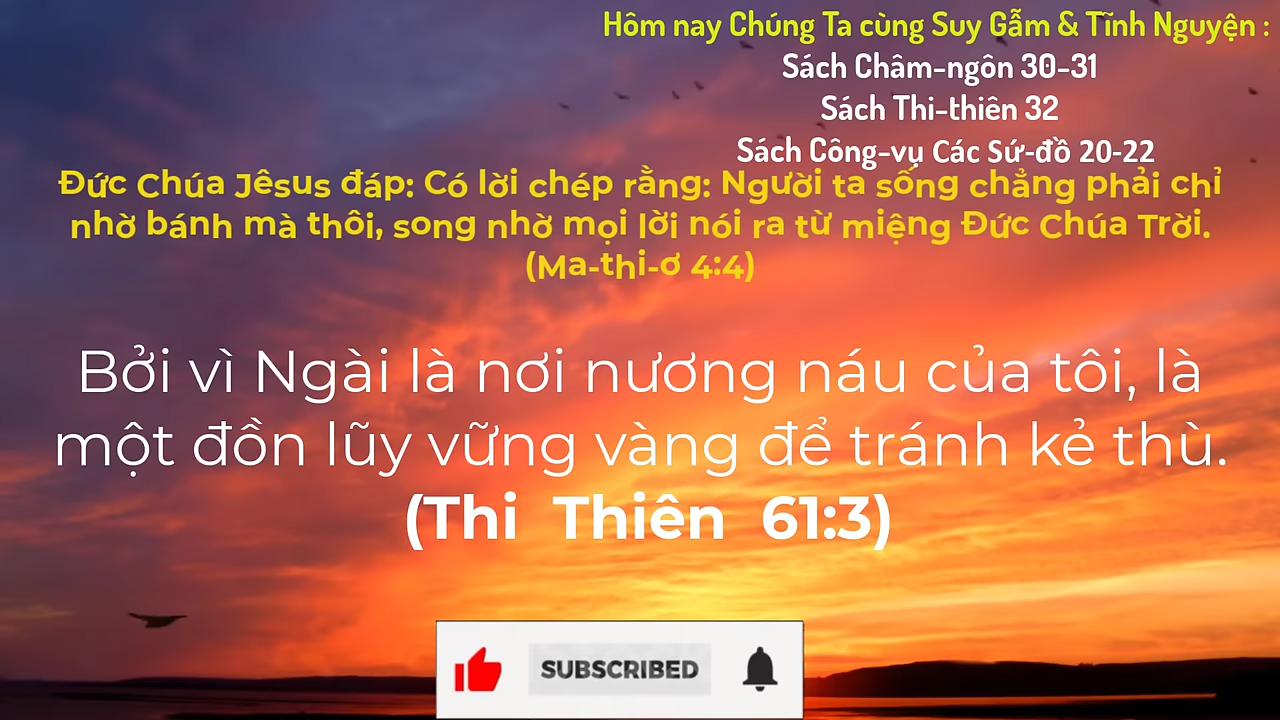 Hôm nay Chúng Ta cùng Suy Gẫm & Tĩnh Nguyện :
Sách Châm-ngôn 30-31
Sách Thi-thiên 32
Sách Công-vụ Các Sứ-đồ 20-22
Đức Chúa Jêsus đáp: Có lời chép rằng: Người ta sống chẳng phải chỉ
nhờ bánh mà thôi, song nhờ mọi lời nói ra từ miệng Đức Chúa Trời.
(Ma-thi-ơ 4:4)
Bởi vì Ngài là nơi nương náu của tôi, là
một đồn lũy vững vàng để tránh kẻ thù.
(Thi Thiên 61:3)
SUBSCRIBED